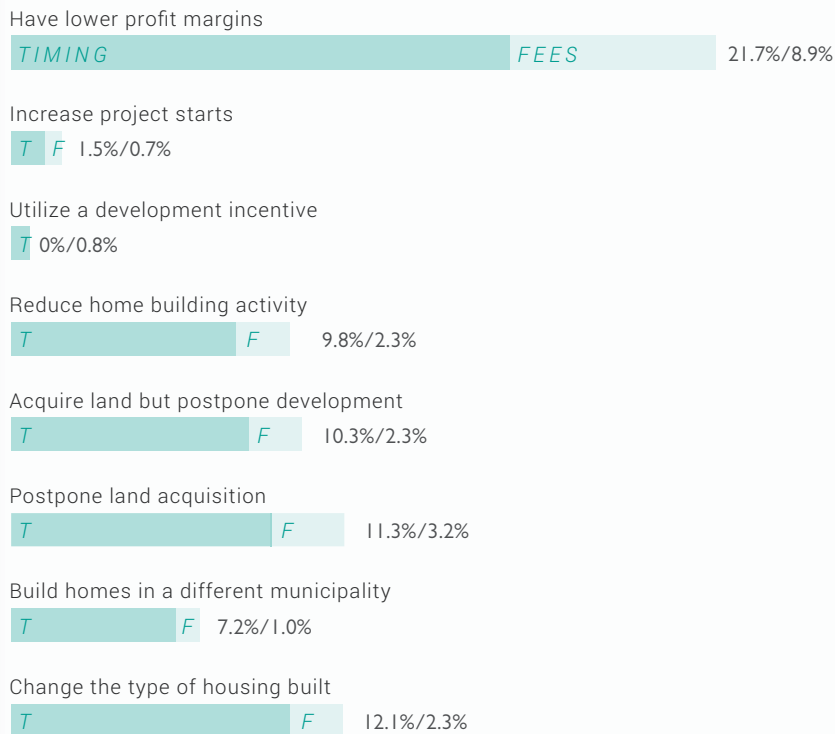 Have lower profit margins
TIMING FEES 21.7%/8.9%
Increase project starts
T F 1.5%/0.7%
Utilize a development incentive
T 0%/0.8%
Reduce home building activity
T F 9.8%/2.3%
Acquire land but postpone development
T F 10.3%/2.3%
Postpone land acquisition
T F 11.3%/3.2%
Build homes in a different municipality
T F 7.2%/1.0%
Change the type of housing built
T F 12.1%/2.3%